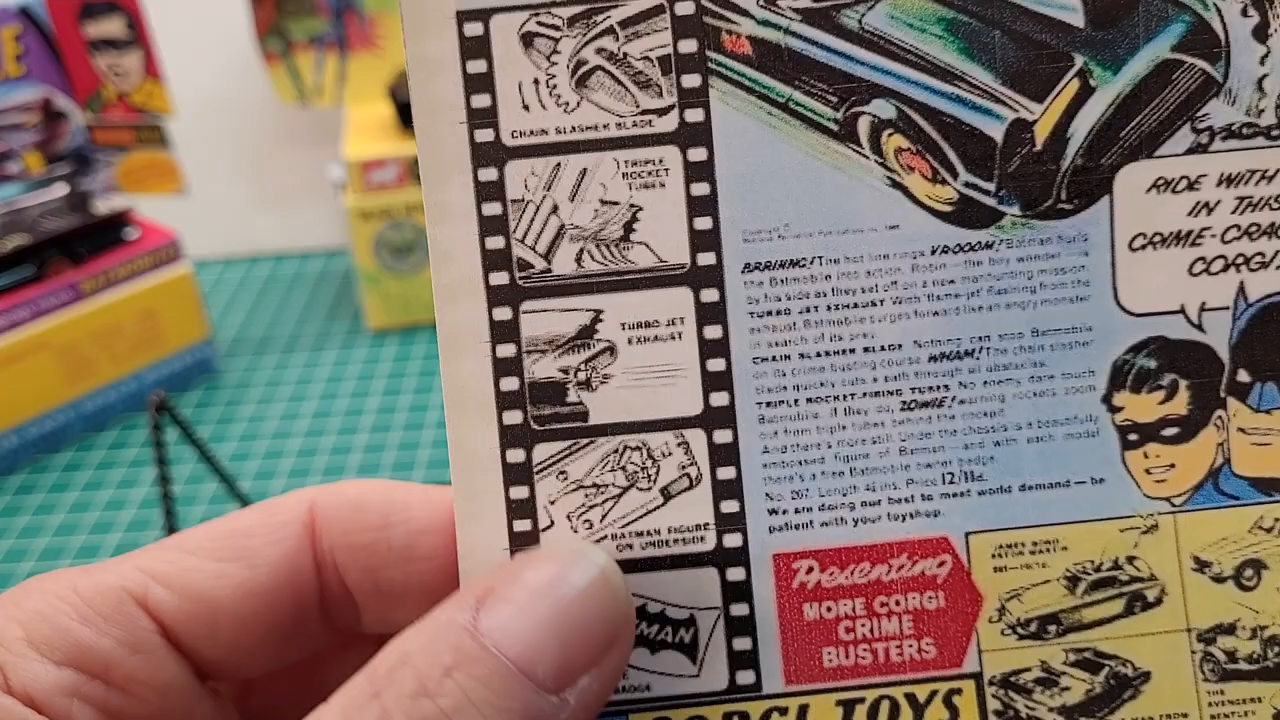 CHAIN SLASHER BLADE
TRIPLE
ROCKET
TUBES
TURBO JET
EXHAUST
BATMAN FIGURE
ON UNDERSIDE
MAN
BADGE
BRRIING! The hot line rings VROOOM! Batman hurls
the Batmobile into action. Robin—the boy wonder—is
by his side as they set off on a new manhunting mission.
TURBO JET EXHAUST With 'flame-jet' flashing from the
exhaust, Batmobile surges forward like an angry monster
in search of its prey.
CHAIN SLASHER BLADE Nothing can stop Batmobile
on its crime-busting course. WHAM! The chain slasher
blade quickly cuts a path through all obstacles.
TRIPLE ROCKET-FIRING TUBES No enemy dare touch
Batmobile, if they do, ZOWIE! warning rockets zoom
out from triple tubes behind the cockpit.
And there's more still. Under the chassis is a beautifully
embossed figure of Batman—and with each model
there's a free Batmobile owner badge.
No. 267. Length ins. Price 12/11d.
We are doing our best to meet world demand—be
patient with your toyshop.
RIDE WITH
IN THIS
CRIME-CRAC
CORGI
Presenting
MORE CORGI
CRIME
BUSTERS
JAMES BOND
ASTON MARTIN
THE
AVENGERS'
BENTLEY
CORGI TOYS